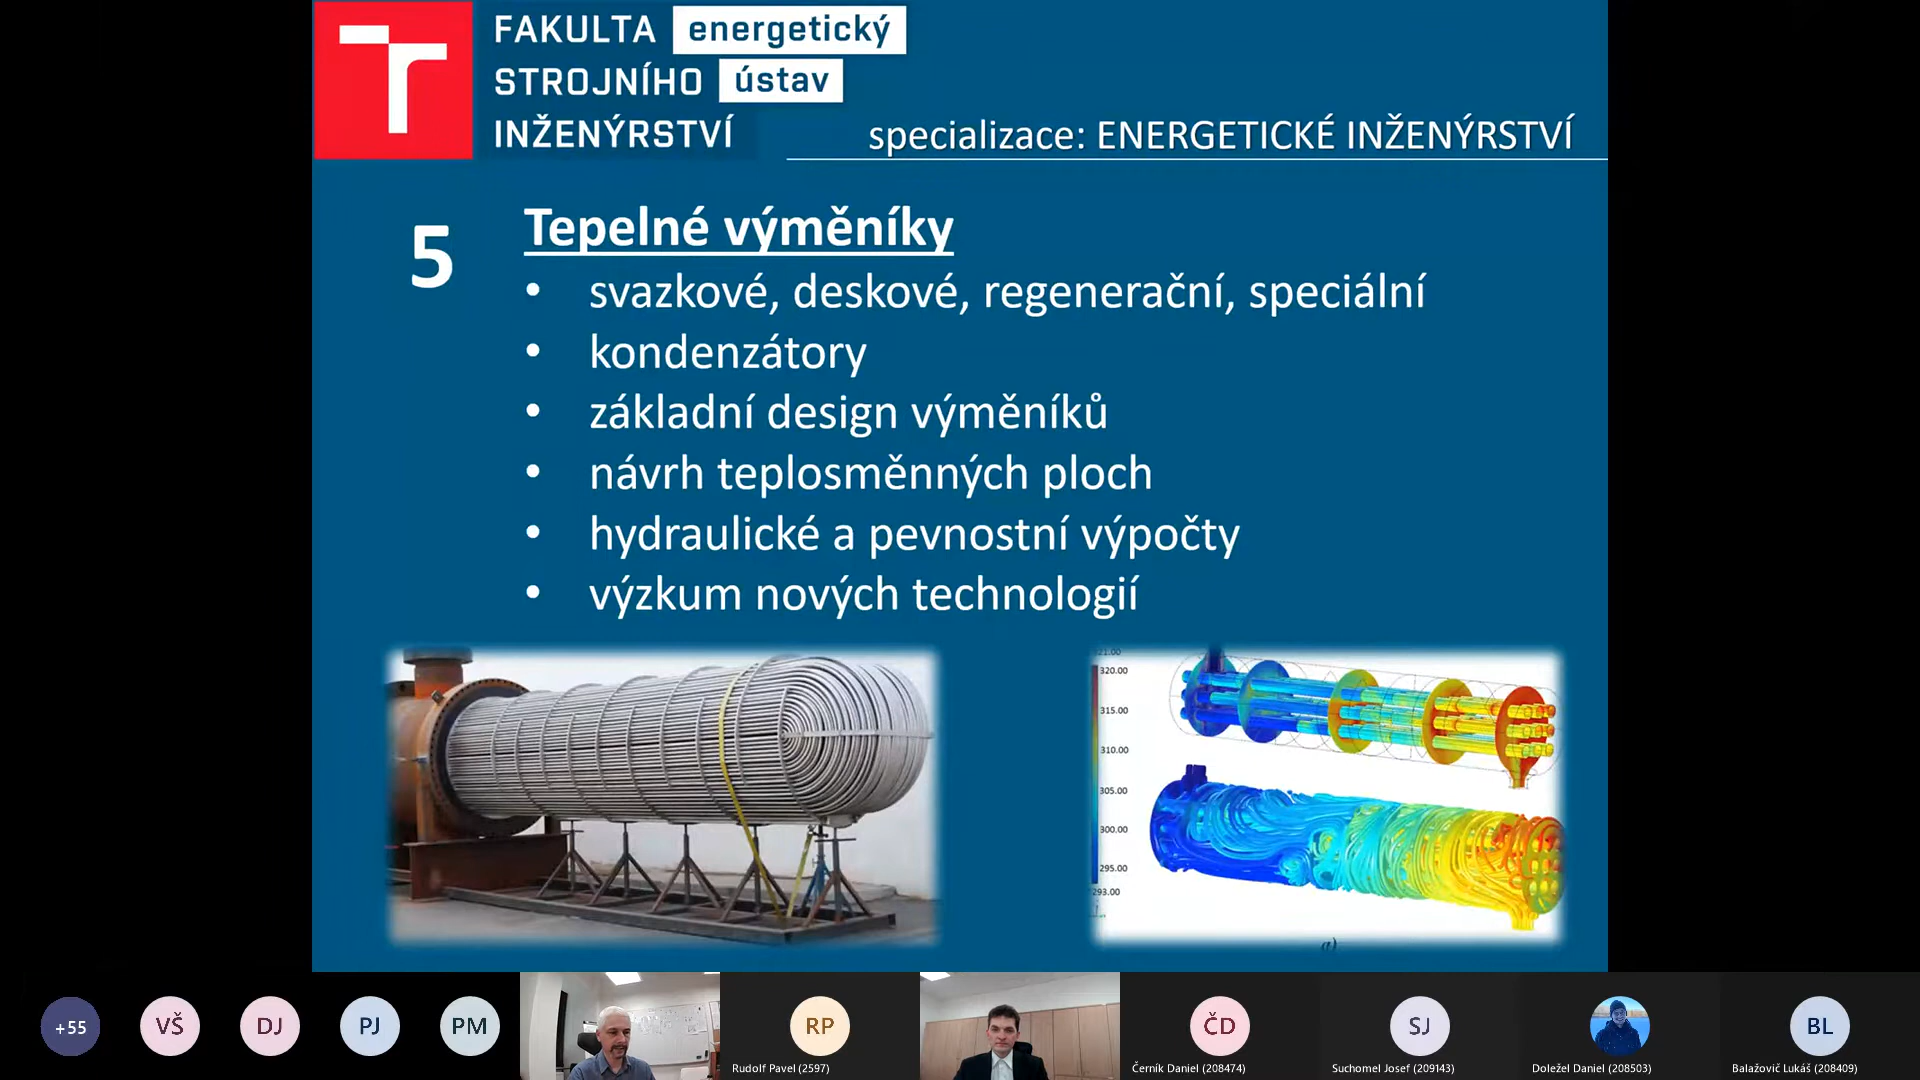 FAKULTA energetický
STROJNÍHO ústav
INŽENÝRSTVÍ
specializace: ENERGETICKÉ INŽENÝRSTVÍ
5
Tepelné výměníky
• svazkové, deskové, regenerační, speciální
• kondenzátory
• základní design výměníků
• návrh teplosměnných ploch
• hydraulické a pevnostní výpočty
• výzkum nových technologií
321.00
320.00
315.00
310.00
305.00
300.00
295.00
293.00
a)
+55
VŠ
DJ
PJ
PM
RP
Rudolf Pavel (2597)
ČD
Černík Daniel (208474)
SJ
Suchomel Josef (209143)
Doležel Daniel (208503)
BL
Balažovič Lukáš (208409)